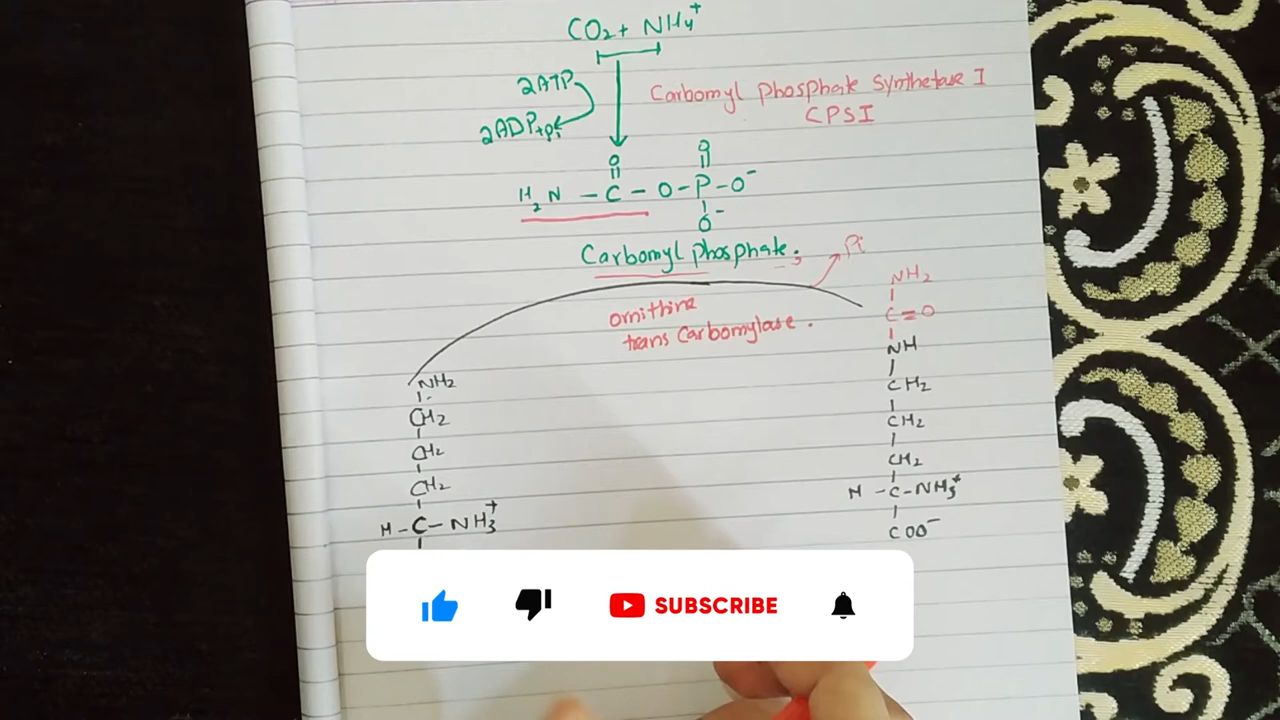 CO2 + NH4+
2ATP
Carbomyl phosphate Synthetase I
CPSI
2ADP+Pi
O O
H2N - C - O - P - O-
O-
Carbomyl phosphate.
Pi
NH2
ornithine
C=O
trans Carbomylase.
NH
NH2
CH2
CH2
CH2
CH2
CH2
CH2
H - C - NH3+
H - C - NH3+
COO-
SUBSCRIBE